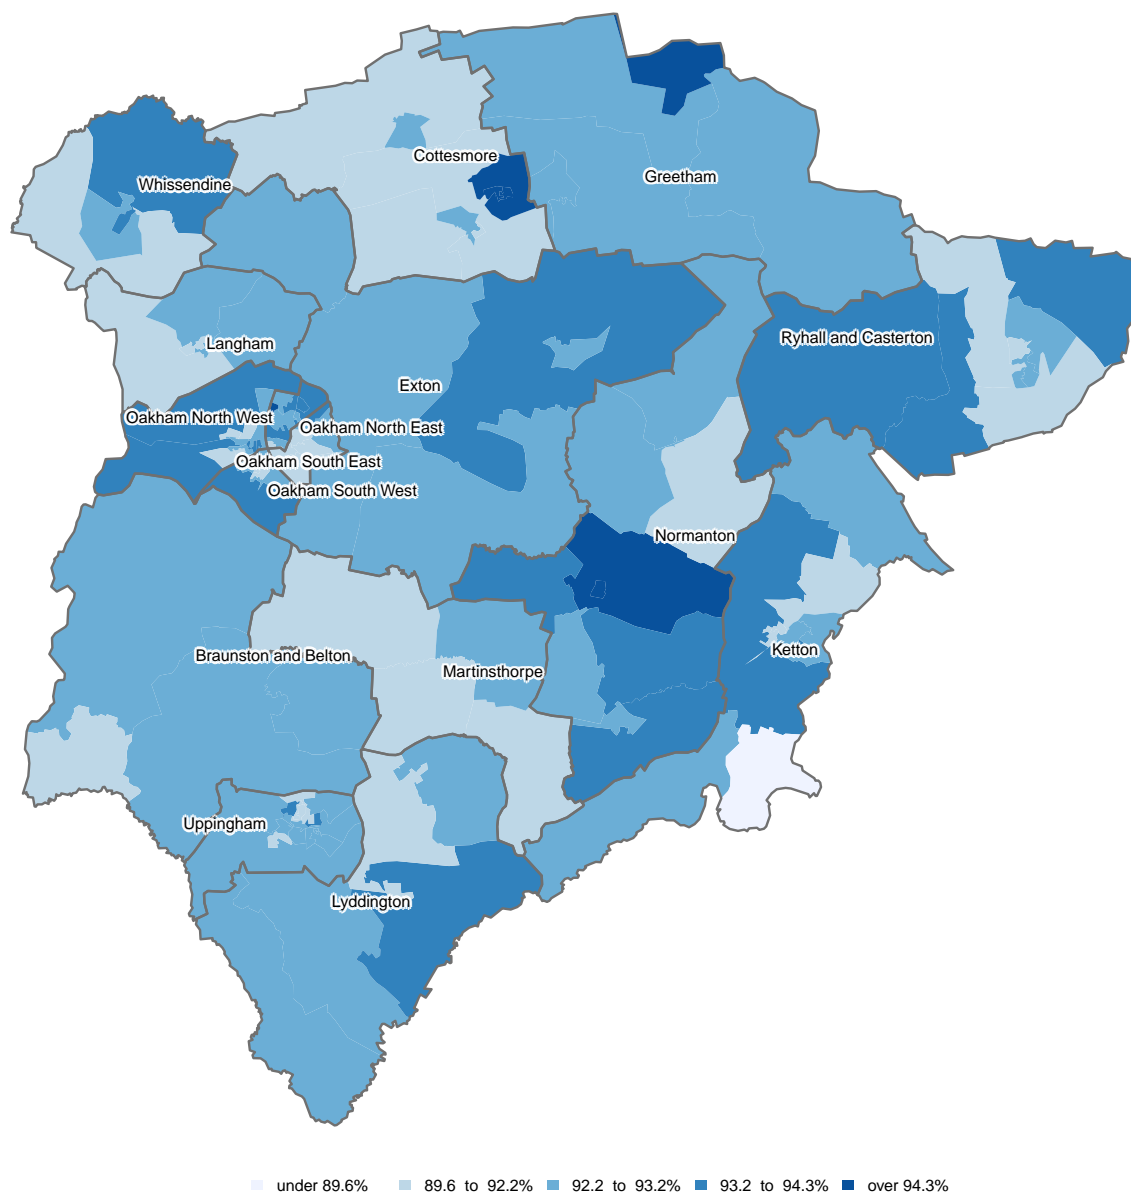 Cottesmore
Greetham
Whissendine
Ryhall and Casterton
Langham
Exton
Oakham North West
Oakham North East
Oakham South East
Oakham South West
Normanton
Ketton
Braunston and Belton
Martinsthorpe
Uppingham
Lyddington
under 89.6% 89.6 to 92.2% 92.2 to 93.2% 93.2 to 94.3% over 94.3%